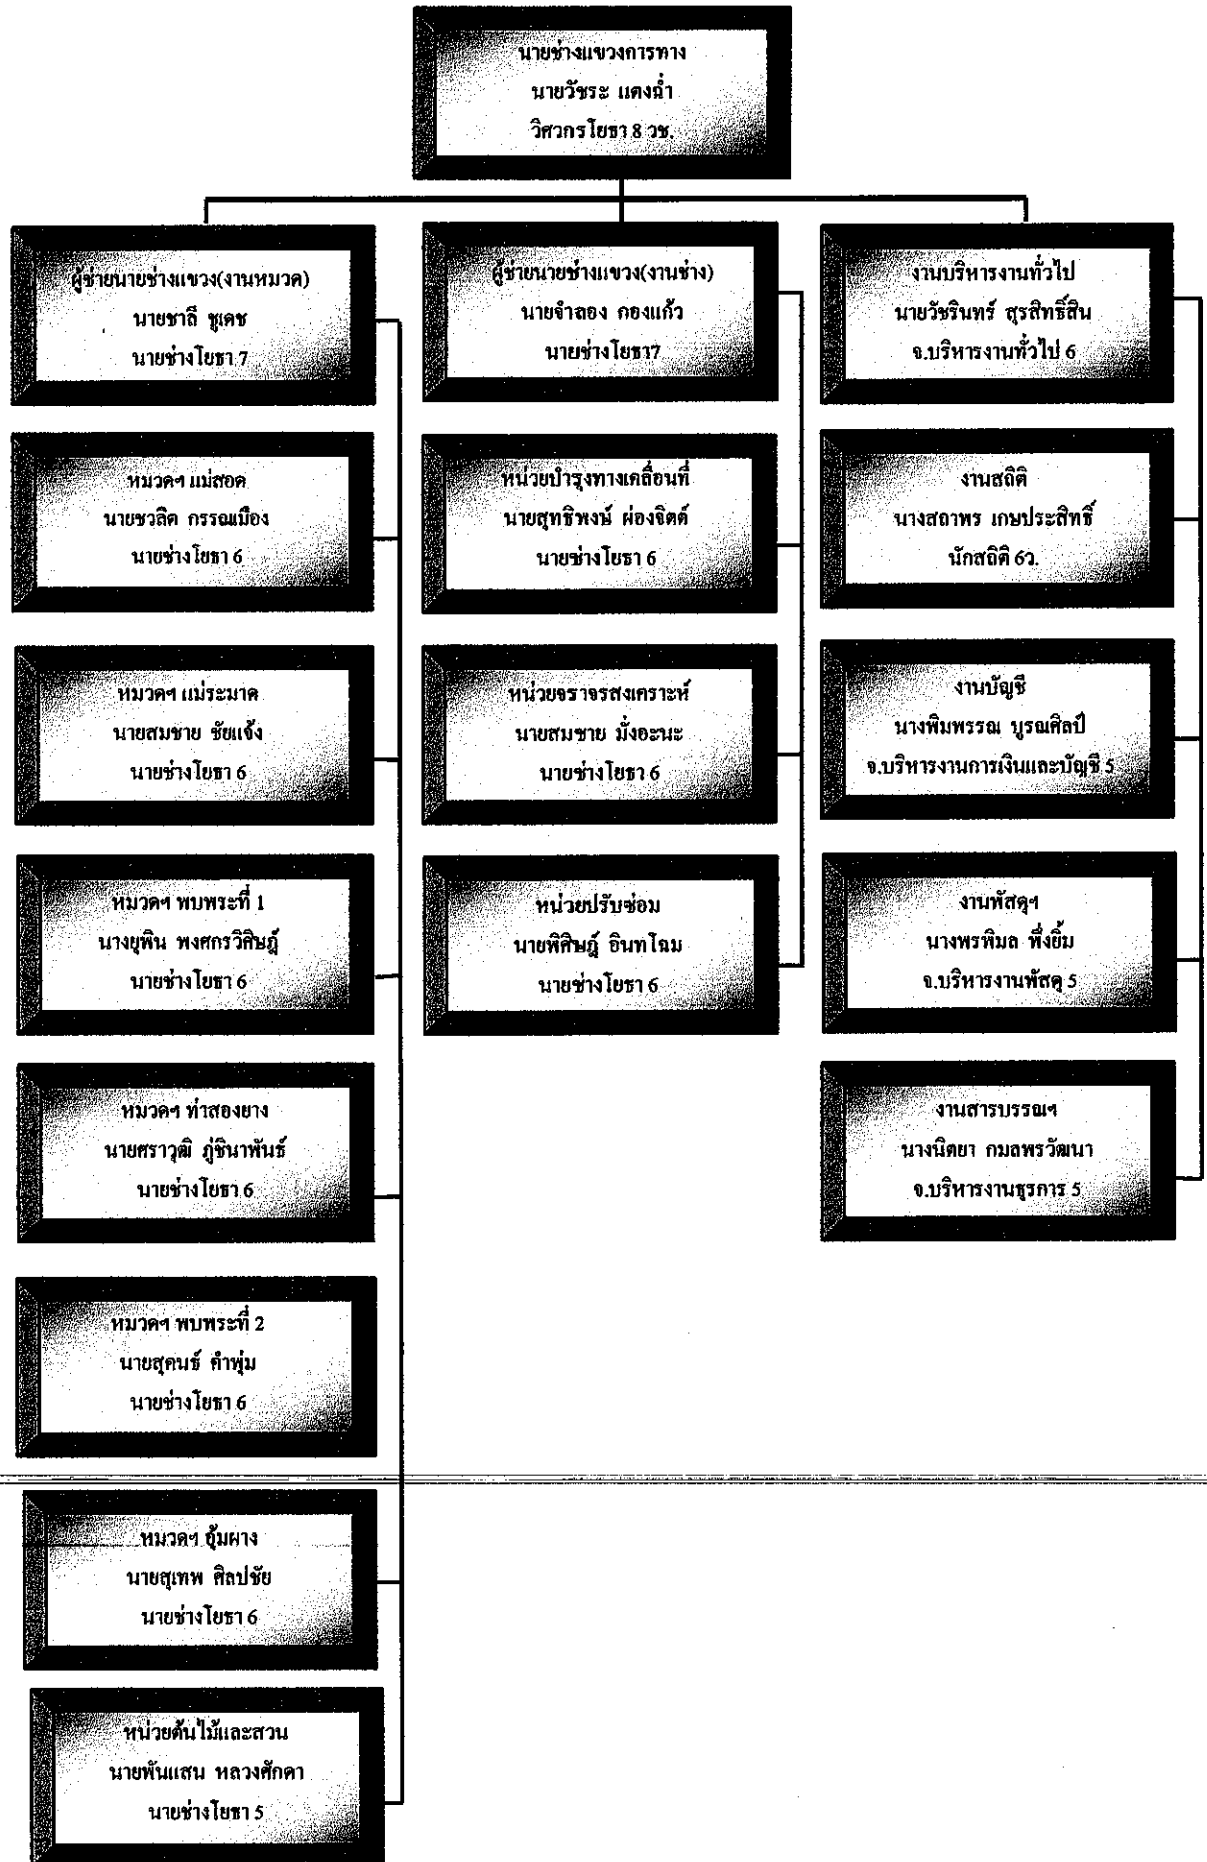 นายช่างแขวงการทาง
นายวัชระ แตงฉ่ำ
วิศวกรโยธา 8 วช.
ผู้ช่ายนายช่างแขวง(งานหมวด)
นายชาลี ชูเดช
นายช่างโยธา 7
หมวดฯ แม่สอด
นายชวลิต กรรณเมือง
นายช่างโยธา 6
หมวดฯ แม่ระมาด
นายสมชาย ชัยแจ้ง
นายช่างโยธา 6
หมวดฯ พบพระที่ 1
นางยุพิน พงศกรวิศิษฎ์
นายช่างโยธา 6
หมวดฯ ท่าสองยาง
นายศราวุฒิ ภู่ชินาพันธ์
นายช่างโยธา 6
หมวดฯ พบพระที่ 2
นายสุคนธ์ คำพุ่ม
นายช่างโยธา 6
หมวดฯ อุ้มผาง
นายสุเทพ ศิลปชัย
นายช่างโยธา 6
หน่วยต้นไม้และสวน
นายพันแสน หลวงศักดา
นายช่างโยธา 5
ผู้ช่ายนายช้างแขวง(งานช่าง)
นายจำลอง กองแก้ว
นายช่างโยธา7
หน่วยบำรุงทางเคลื่อนที่
นายสุทธิพงษ์ ผ่องจิตต์
นายช่างโยธา 6
หน่วยจราจรสงเคราะห์
นายสมชาย มั่งอะนะ
นายช่างโยธา 6
หน่วยปรับซ่อม
นายพิศิษฎ์ อินทโฉม
นายช่างโยธา 6
งานบริหารงานทั่วไป
นายวัชรินทร์ สุรสิทธิ์สิน
จ.บริหารงานทั่วไป 6
งานสถิติ
นางสถาพร เกษประสิทธิ์
นักสถิติ 6ว.
งานบัญชี
นางพิมพรรณ บูรณศิลป์
จ.บริหารงานการเงินและบัญชี 5
งานพัสดุฯ
นางพรพิมล พึ่งยิ้ม
จ.บริหารงานพัสดุ 5
งานสารบรรณฯ
นางนิตยา กมลพรวัฒนา
จ.บริหารงานธุรการ 5